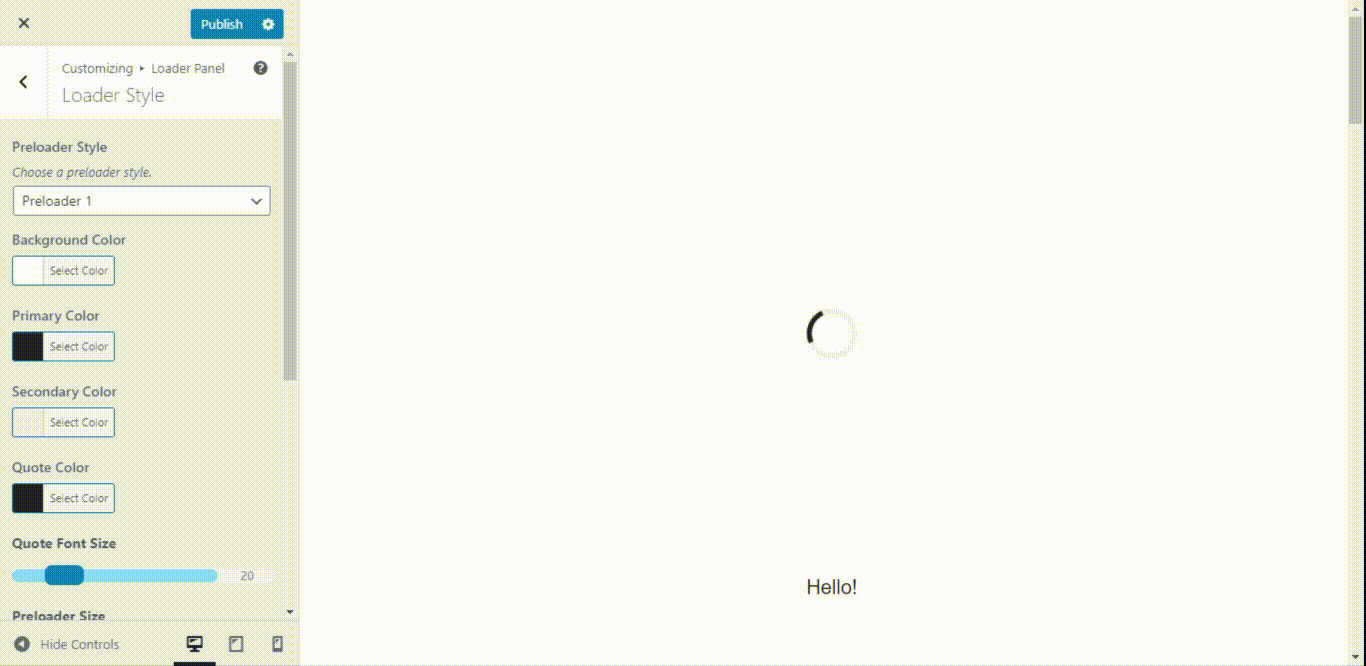 Publish
Customizing ▸ Loader Panel
Loader Style
Preloader Style
Choose a preloader style.
Preloader 1
Background Color
Select Color
Primary Color
Select Color
Secondary Color
Select Color
Quote Color
Select Color
Quote Font Size
20
Preloader Size
Hide Controls
Hello!